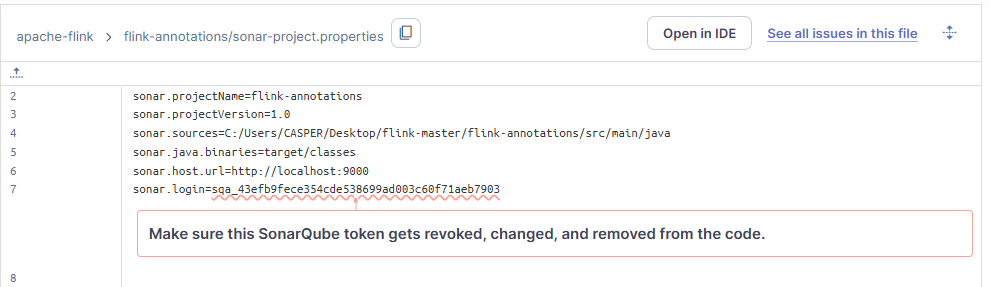 apache-flink > flink-annotations/sonar-project.properties Open in IDE See all issues in this file
2 sonar.projectName=flink-annotations
3 sonar.projectVersion=1.0
4 sonar.sources=C:/Users/CASPER/Desktop/flink-master/flink-annotations/src/main/java
5 sonar.java.binaries=target/classes
6 sonar.host.url=http://localhost:9000
7 sonar.login=sqa_43efb9fece354cde538699ad003c60f71aeb7903
Make sure this SonarQube token gets revoked, changed, and removed from the code.
8